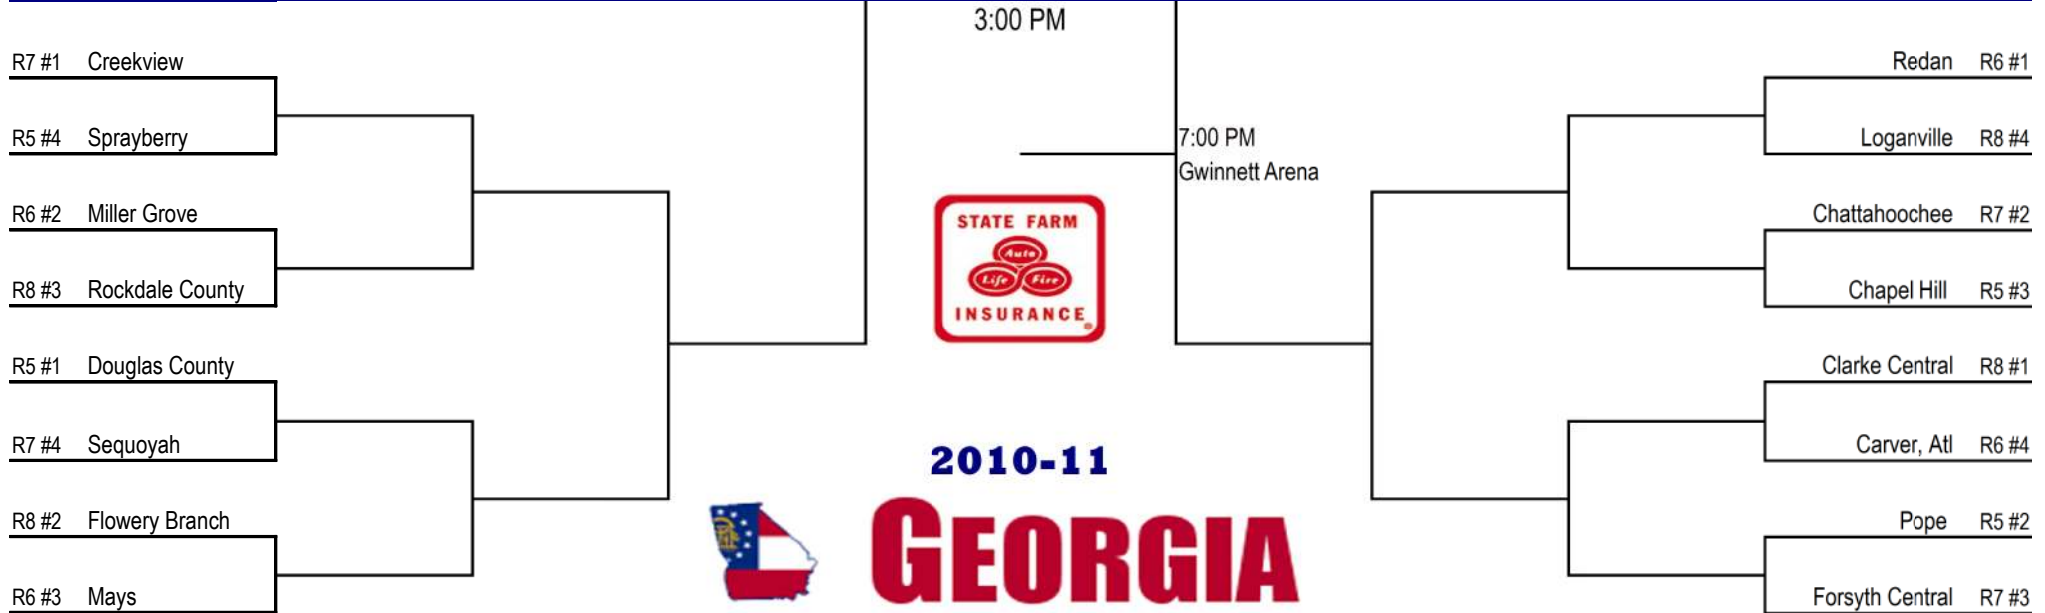 3:00 PM
R7 #1 Creekview
R5 #4 Sprayberry
R6 #2 Miller Grove
R8 #3 Rockdale County
R5 #1 Douglas County
R7 #4 Sequoyah
R8 #2 Flowery Branch
R6 #3 Mays
7:00 PM
Gwinnett Arena
STATE FARM
Auto
Life Fire
INSURANCE
®
2010-11
GEORGIA
Redan R6 #1
Loganville R8 #4
Chattahoochee R7 #2
Chapel Hill R5 #3
Clarke Central R8 #1
Carver, Atl R6 #4
Pope R5 #2
Forsyth Central R7 #3